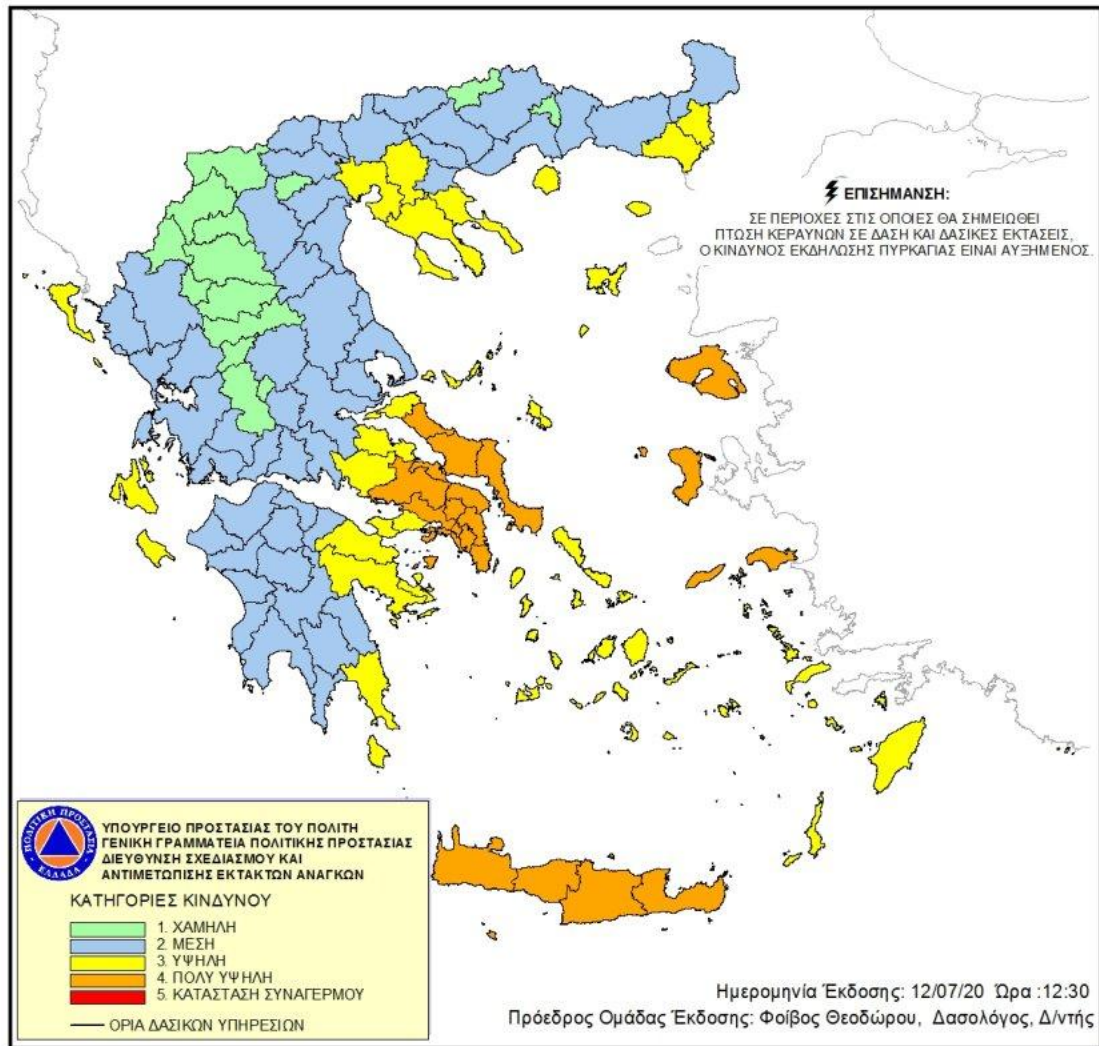 ΕΠΙΣΗΜΑΝΣΗ:
ΣΕ ΠΕΡΙΟΧΕΣ ΣΤΙΣ ΟΠΟΙΕΣ ΘΑ ΣΗΜΕΙΩΘΕΙ
ΠΤΩΣΗ ΚΕΡΑΥΝΩΝ ΣΕ ΔΑΣΗ ΚΑΙ ΔΑΣΙΚΕΣ ΕΚΤΑΣΕΙΣ,
Ο ΚΙΝΔΥΝΟΣ ΕΚΔΗΛΩΣΗΣ ΠΥΡΚΑΓΙΑΣ ΕΙΝΑΙ ΑΥΞΗΜΕΝΟΣ.
ΠΟΛΙΤΙΚΗ ΠΡΟΣΤΑΣΙΑ
ΕΛΛΑΔΑ
ΥΠΟΥΡΓΕΙΟ ΠΡΟΣΤΑΣΙΑΣ ΤΟΥ ΠΟΛΙΤΗ
ΓΕΝΙΚΗ ΓΡΑΜΜΑΤΕΙΑ ΠΟΛΙΤΙΚΗΣ ΠΡΟΣΤΑΣΙΑΣ
ΔΙΕΥΘΥΝΣΗ ΣΧΕΔΙΑΣΜΟΥ ΚΑΙ
ΑΝΤΙΜΕΤΩΠΙΣΗΣ ΕΚΤΑΚΤΩΝ ΑΝΑΓΚΩΝ
ΚΑΤΗΓΟΡΙΕΣ ΚΙΝΔΥΝΟΥ
1. ΧΑΜΗΛΗ
2. ΜΕΣΗ
3. ΥΨΗΛΗ
4. ΠΟΛΥ ΥΨΗΛΗ
5. ΚΑΤΑΣΤΑΣΗ ΣΥΝΑΓΕΡΜΟΥ
ΟΡΙΑ ΔΑΣΙΚΩΝ ΥΠΗΡΕΣΙΩΝ
Ημερομηνία Έκδοσης: 12/07/20 Ώρα :12:30
Πρόεδρος Ομάδας Έκδοσης: Φοίβος Θεοδώρου, Δασολόγος, Δ/ντής